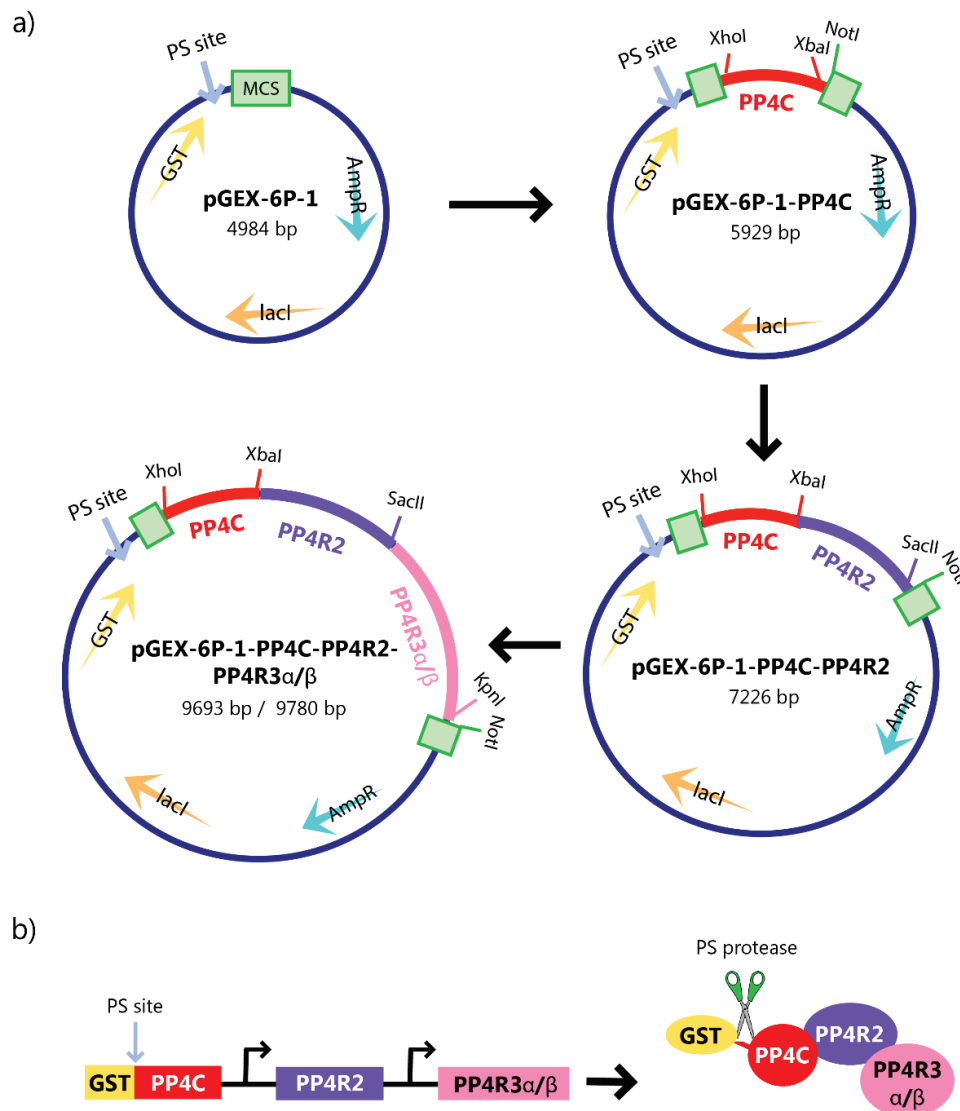 a)
PS site
MCS
GST
AmpR
pGEX-6P-1
4984 bp
lacI
PS site
XhoI
XbaI
NotI
PP4C
GST
AmpR
pGEX-6P-1-PP4C
5929 bp
lacI
PS site
XhoI
XbaI
SacII
PP4C
PP4R2
PP4R3α/β
GST
pGEX-6P-1-PP4C-PP4R2-
PP4R3α/β
9693 bp / 9780 bp
KpnI
NotI
lacI
AmpR
PS site
XhoI
XbaI
PP4C
PP4R2
SacII
NotI
GST
pGEX-6P-1-PP4C-PP4R2
7226 bp
AmpR
lacI
b)
PS site
GST
PP4C
PP4R2
PP4R3α/β
PS protease
GST
PP4C
PP4R2
PP4R3
α/β